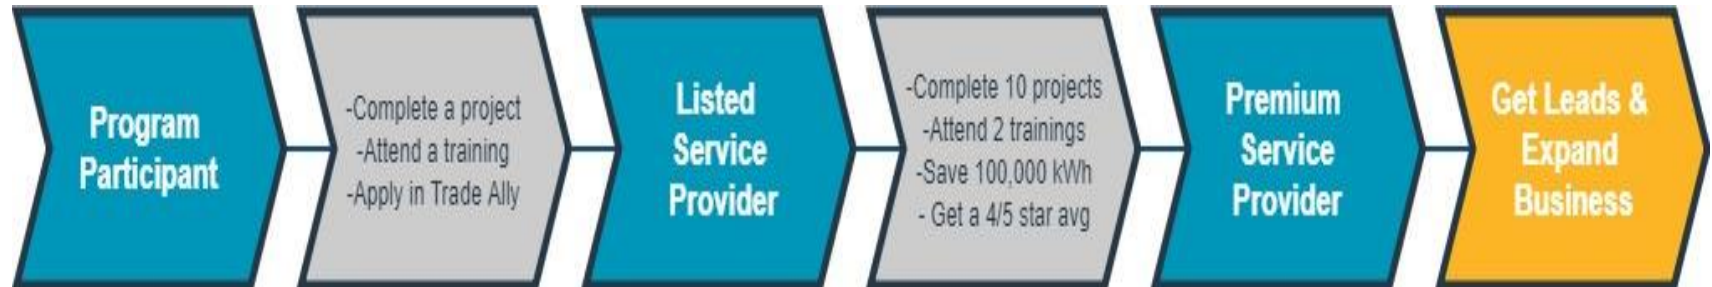 Program
Participant
-Complete a project
-Attend a training
-Apply in Trade Ally
Listed
Service
Provider
-Complete 10 projects
-Attend 2 trainings
-Save 100,000 kWh
- Get a 4/5 star avg
Premium
Service
Provider
Get Leads &
Expand
Business